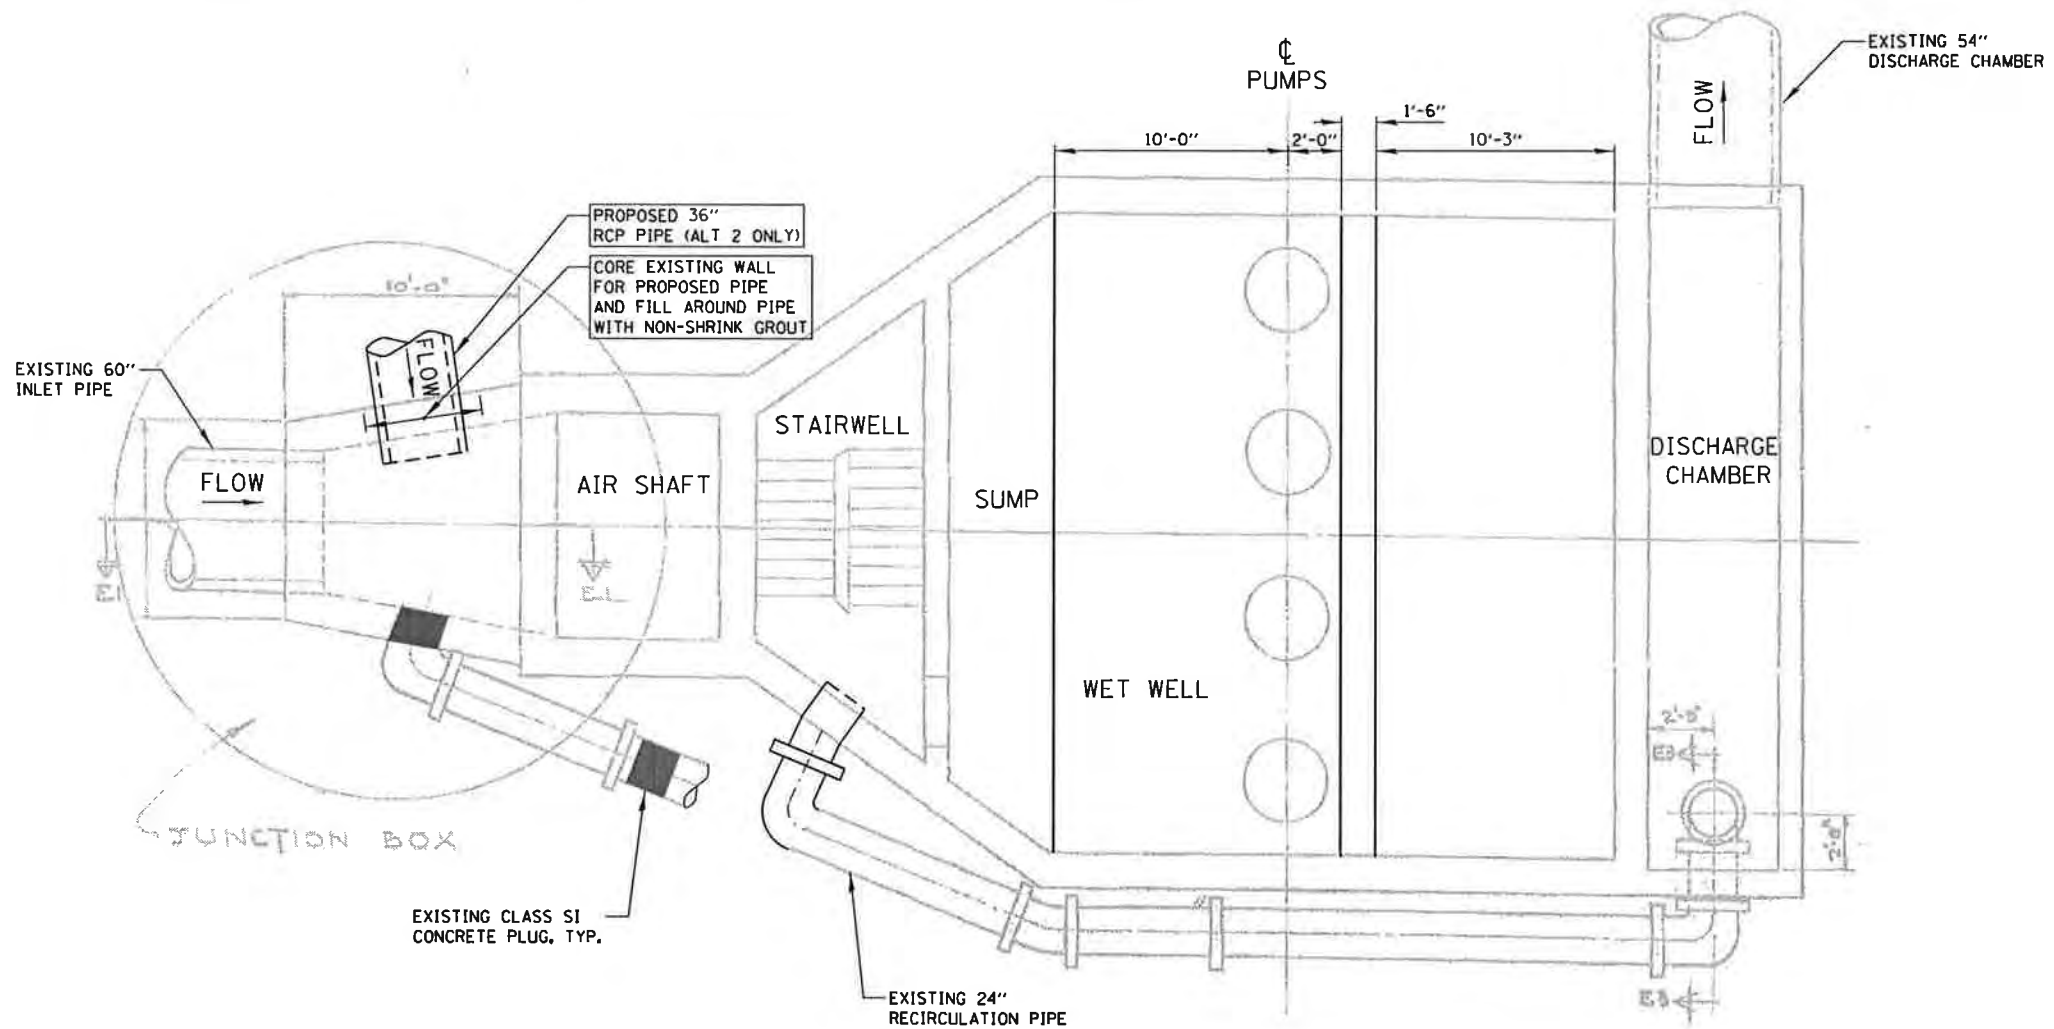 EXISTING 54"
DISCHARGE CHAMBER
℄
PUMPS
FLOW
1'-6"
10'-0"
2'-0"
10'-3"
PROPOSED 36"
RCP PIPE (ALT 2 ONLY)
CORE EXISTING WALL
FOR PROPOSED PIPE
AND FILL AROUND PIPE
WITH NON-SHRINK GROUT
10'-0"
FLOW
EXISTING 60"
INLET PIPE
STAIRWELL
FLOW
AIR SHAFT
SUMP
DISCHARGE
CHAMBER
WET WELL
JUNCTION BOX
2'-8"
EXISTING CLASS SI
CONCRETE PLUG, TYP.
EXISTING 24"
RECIRCULATION PIPE